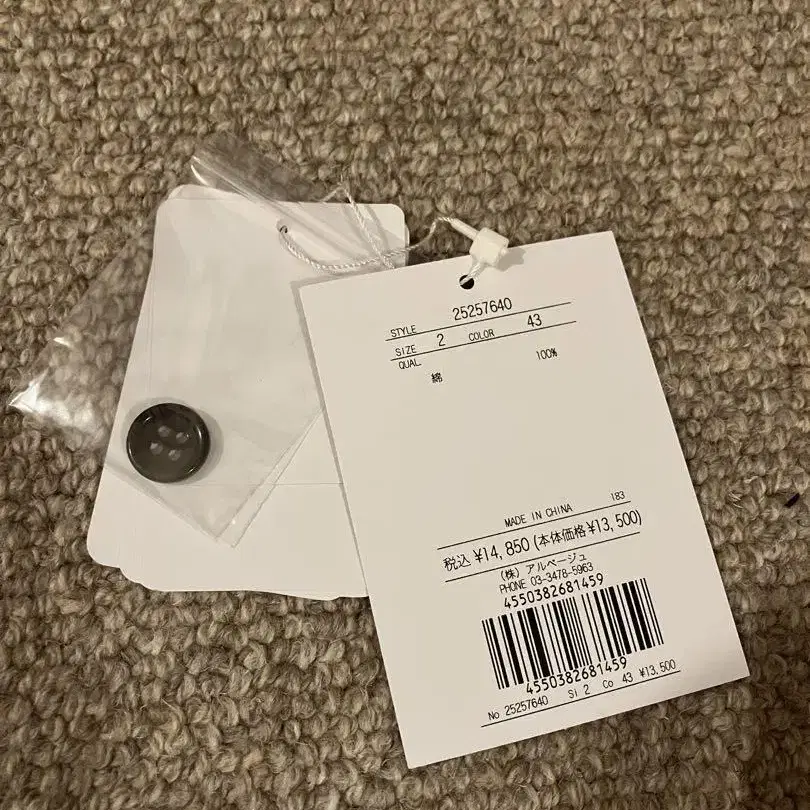 STYLE 25257640
SIZE 2 COLOR 43
QUAL
綿 100%
MADE IN CHINA 183
税込 ¥14,850 (本体価格¥13,500)
(株) アルページュ
PHONE 03-3478-5963
4550382681459
4550382681459
No 25257640 Si 2 Co 43 ¥13,500